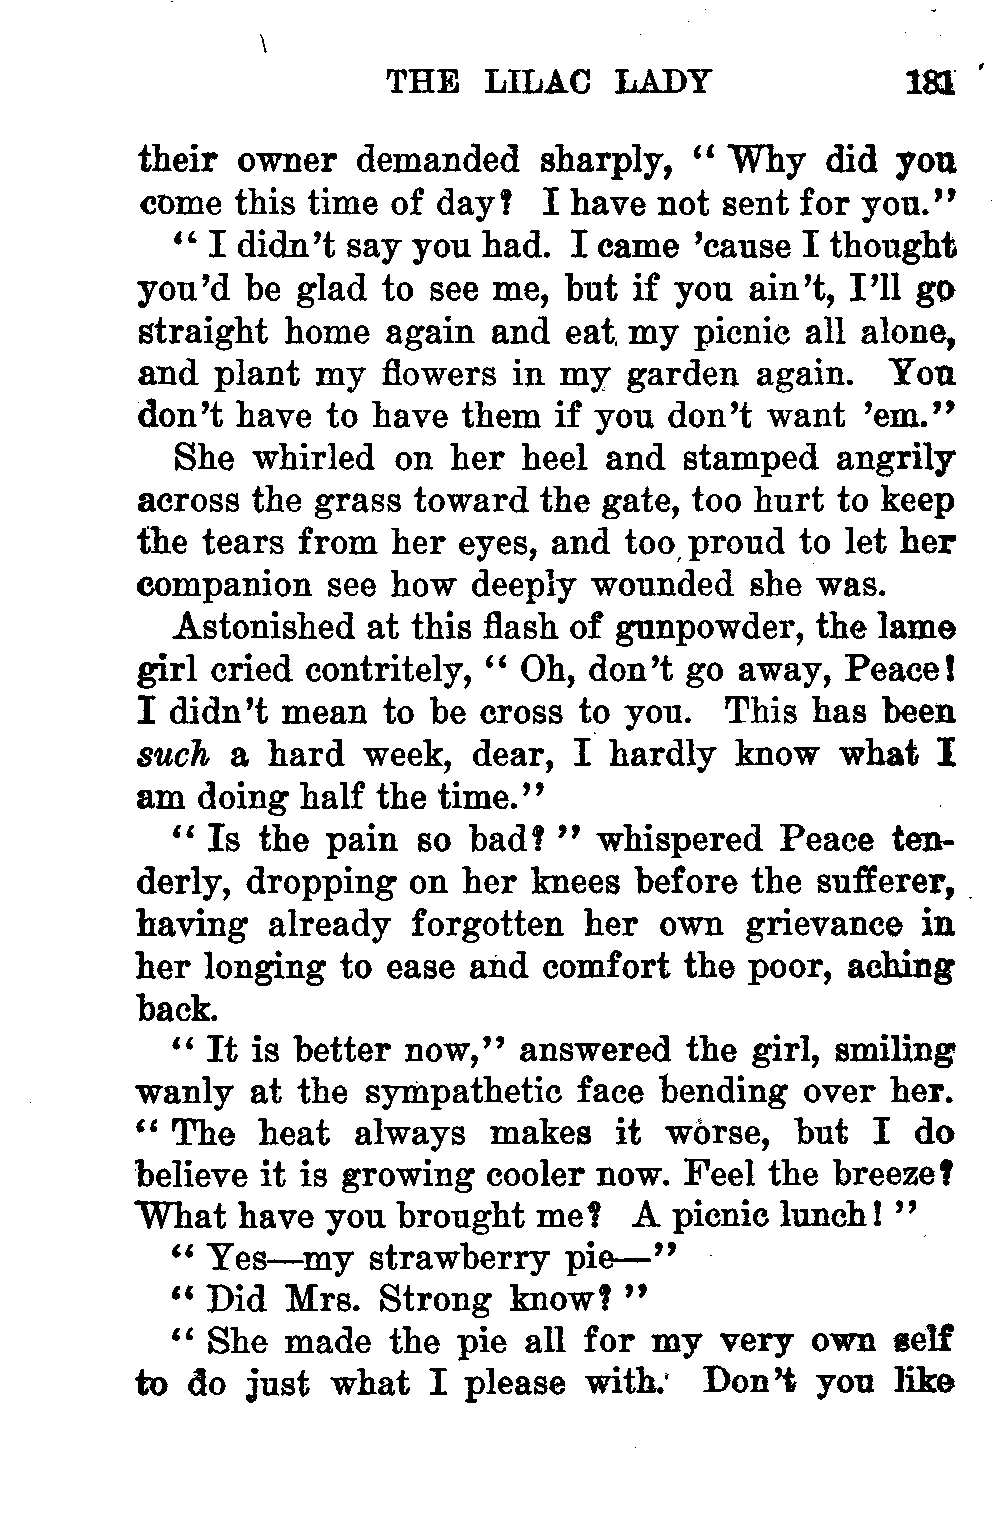 THE LILAC LADY 181
their owner demanded sharply, “ Why did you
come this time of day? I have not sent for you.”
“ I didn’t say you had. I came ’cause I thought
you’d be glad to see me, but if you ain’t, I’ll go
straight home again and eat my picnic all alone,
and plant my flowers in my garden again. You
don’t have to have them if you don’t want ’em.”
She whirled on her heel and stamped angrily
across the grass toward the gate, too hurt to keep
the tears from her eyes, and too proud to let her
companion see how deeply wounded she was.
Astonished at this flash of gunpowder, the lame
girl cried contritely, “ Oh, don’t go away, Peace!
I didn’t mean to be cross to you. This has been
such a hard week, dear, I hardly know what I
am doing half the time.”
“ Is the pain so bad? ” whispered Peace ten-
derly, dropping on her knees before the sufferer,
having already forgotten her own grievance in
her longing to ease and comfort the poor, aching
back.
“ It is better now,” answered the girl, smiling
wanly at the sympathetic face bending over her.
“ The heat always makes it worse, but I do
believe it is growing cooler now. Feel the breeze?
What have you brought me? A picnic lunch! ”
“ Yes—my strawberry pie—”
“ Did Mrs. Strong know? ”
“ She made the pie all for my very own self
to do just what I please with. Don’t you like